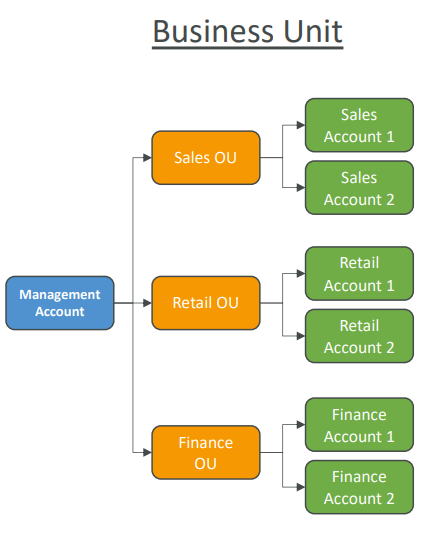 Business Unit
Sales
Account 1
Sales OU
Sales
Account 2
Retail
Account 1
Management
Account
Retail OU
Retail
Account 2
Finance
Account 1
Finance
OU
Finance
Account 2